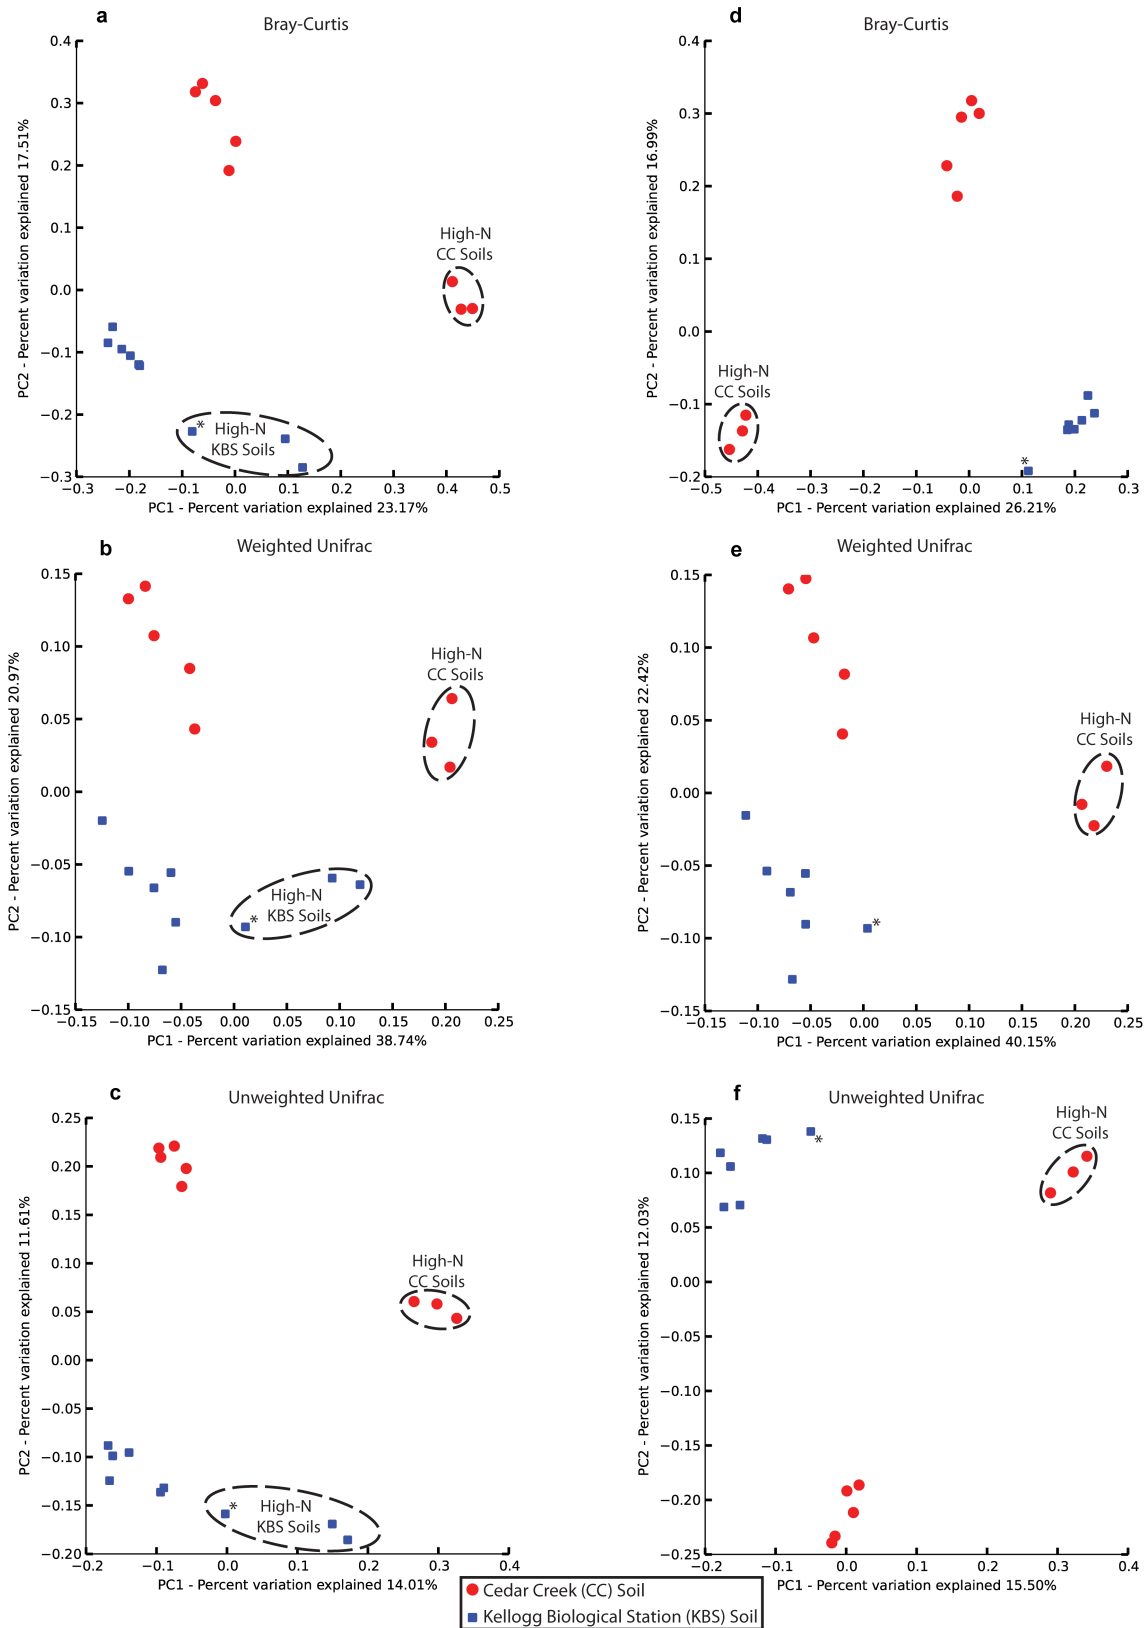 a
Bray-Curtis
0.4
0.3
0.2
0.1
0.0
−0.1
−0.2
−0.3
PC2 - Percent variation explained 17.51%
High-N
CC Soils
*
High-N
KBS Soils
−0.3 −0.2 −0.1 0.0 0.1 0.2 0.3 0.4 0.5
PC1 - Percent variation explained 23.17%
d
Bray-Curtis
0.4
0.3
0.2
0.1
0.0
−0.1
−0.2
PC2 - Percent variation explained 16.99%
High-N
CC Soils
*
−0.5 −0.4 −0.3 −0.2 −0.1 0.0 0.1 0.2 0.3
PC1 - Percent variation explained 26.21%
b
Weighted Unifrac
0.15
0.10
0.05
0.00
−0.05
−0.10
−0.15
PC2 - Percent variation explained 20.97%
High-N
CC Soils
High-N
KBS Soils
*
−0.15 −0.10 −0.05 0.00 0.05 0.10 0.15 0.20 0.25
PC1 - Percent variation explained 38.74%
e
Weighted Unifrac
0.15
0.10
0.05
0.00
−0.05
−0.10
−0.15
PC2 - Percent variation explained 22.42%
High-N
CC Soils
*
−0.15 −0.10 −0.05 0.00 0.05 0.10 0.15 0.20 0.25
PC1 - Percent variation explained 40.15%
c
Unweighted Unifrac
0.25
0.20
0.15
0.10
0.05
0.00
−0.05
−0.10
−0.15
−0.20
PC2 - Percent variation explained 11.61%
High-N
CC Soils
*
High-N
KBS Soils
−0.2 −0.1 0.0 0.1 0.2 0.3 0.4
PC1 - Percent variation explained 14.01%
f
Unweighted Unifrac
0.15
0.10
0.05
0.00
−0.05
−0.10
−0.15
−0.20
−0.25
PC2 - Percent variation explained 12.03%
High-N
CC Soils
*
−0.2 −0.1 0.0 0.1 0.2 0.3 0.4
PC1 - Percent variation explained 15.50%
Cedar Creek (CC) Soil
Kellogg Biological Station (KBS) Soil